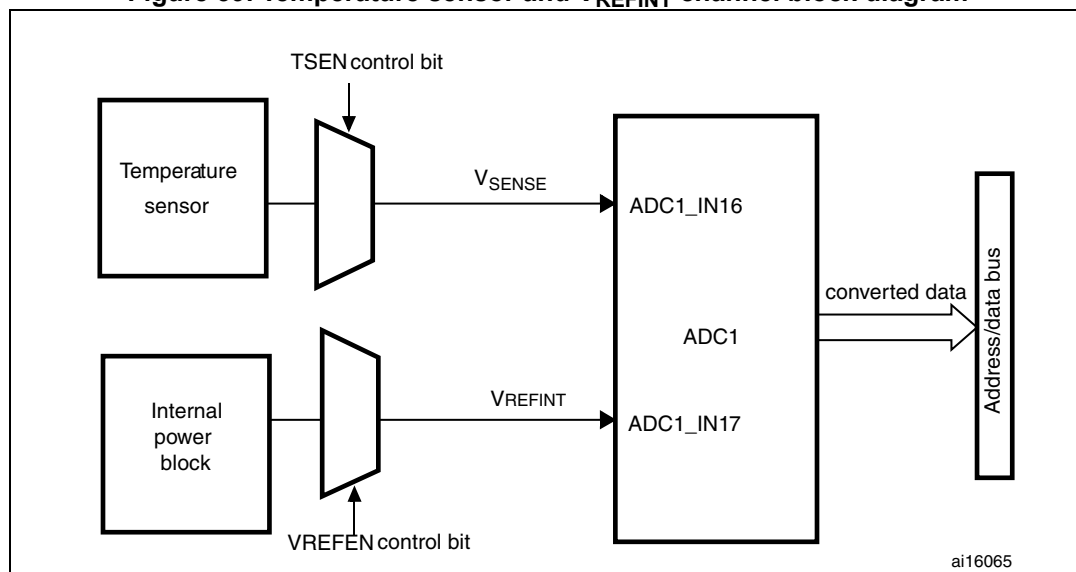 TSEN control bit
Temperature
sensor
VSENSE
ADC1_IN16
converted data
Address/data bus
ADC1
Internal
power
block
VREFINT
ADC1_IN17
VREFEN control bit
ai16065